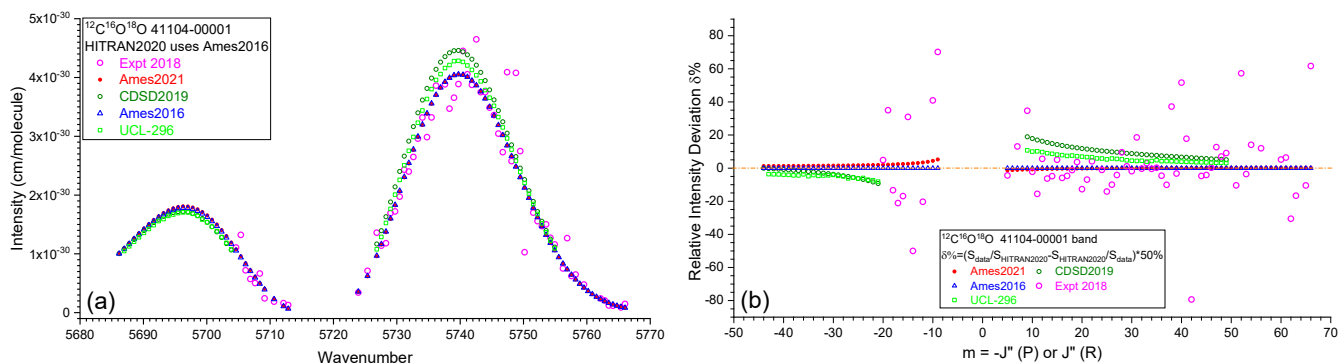 ¹²C¹⁶O¹⁸O 41104-00001
HITRAN2020 uses Ames2016
Expt 2018
Ames2021
CDSD2019
Ames2016
UCL-296
5x10⁻³⁰
4x10⁻³⁰
3x10⁻³⁰
2x10⁻³⁰
1x10⁻³⁰
0
Intensity (cm/molecule)
(a)
5680 5690 5700 5710 5720 5730 5740 5750 5760 5770
Wavenumber
80
60
40
20
0
-20
-40
-60
-80
Relative Intensity Deviation δ%
¹²C¹⁶O¹⁸O 41104-00001 band
δ%=(S_data/S_HITRAN2020-S_HITRAN2020/S_data)*50%
Ames2021 CDSD2019
Ames2016 Expt 2018
UCL-296
(b)
-50 -40 -30 -20 -10 0 10 20 30 40 50 60 70
m = -J" (P) or J" (R)